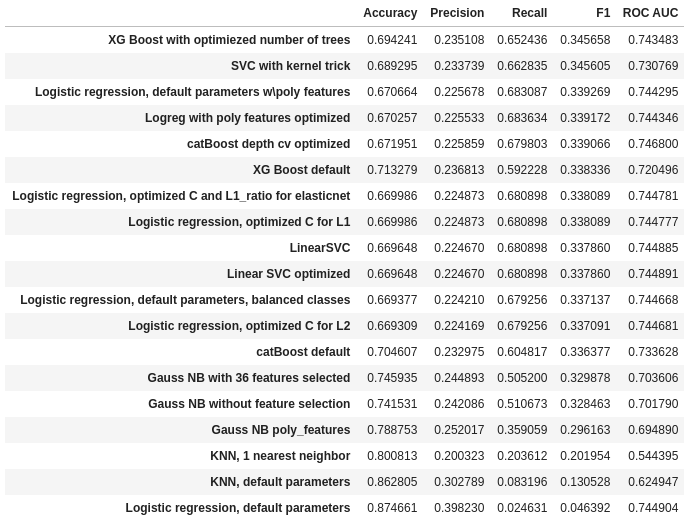 Accuracy Precision Recall F1 ROC AUC
XG Boost with optimiezed number of trees 0.694241 0.235108 0.652436 0.345658 0.743483
SVC with kernel trick 0.689295 0.233739 0.662835 0.345605 0.730769
Logistic regression, default parameters w\poly features 0.670664 0.225678 0.683087 0.339269 0.744295
Logreg with poly features optimized 0.670257 0.225533 0.683634 0.339172 0.744346
catBoost depth cv optimized 0.671951 0.225859 0.679803 0.339066 0.746800
XG Boost default 0.713279 0.236813 0.592228 0.338336 0.720496
Logistic regression, optimized C and L1_ratio for elasticnet 0.669986 0.224873 0.680898 0.338089 0.744781
Logistic regression, optimized C for L1 0.669986 0.224873 0.680898 0.338089 0.744777
LinearSVC 0.669648 0.224670 0.680898 0.337860 0.744885
Linear SVC optimized 0.669648 0.224670 0.680898 0.337860 0.744891
Logistic regression, default parameters, balanced classes 0.669377 0.224210 0.679256 0.337137 0.744668
Logistic regression, optimized C for L2 0.669309 0.224169 0.679256 0.337091 0.744681
catBoost default 0.704607 0.232975 0.604817 0.336377 0.733628
Gauss NB with 36 features selected 0.745935 0.244893 0.505200 0.329878 0.703606
Gauss NB without feature selection 0.741531 0.242086 0.510673 0.328463 0.701790
Gauss NB poly_features 0.788753 0.252017 0.359059 0.296163 0.694890
KNN, 1 nearest neighbor 0.800813 0.200323 0.203612 0.201954 0.544395
KNN, default parameters 0.862805 0.302789 0.083196 0.130528 0.624947
Logistic regression, default parameters 0.874661 0.398230 0.024631 0.046392 0.744904